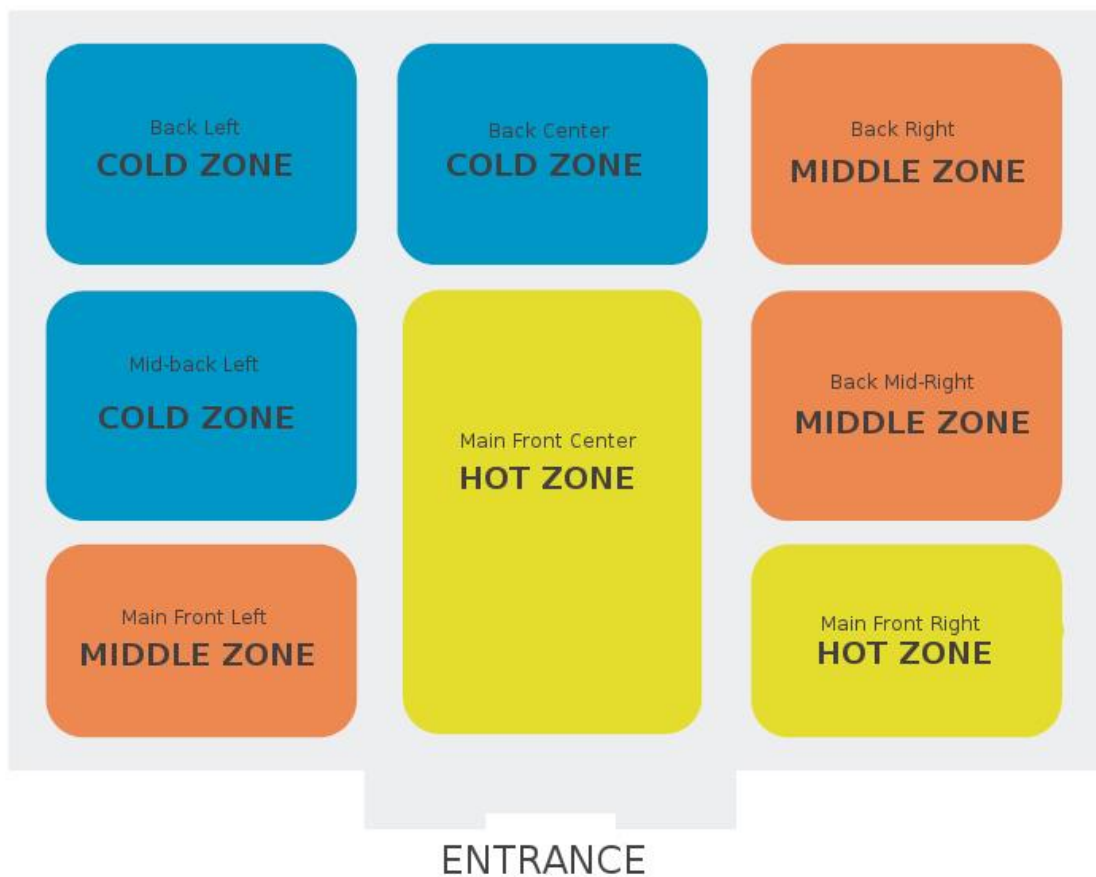 Back Left
COLD ZONE
Back Center
COLD ZONE
Back Right
MIDDLE ZONE
Mid-back Left
COLD ZONE
Main Front Center
HOT ZONE
Back Mid-Right
MIDDLE ZONE
Main Front Left
MIDDLE ZONE
Main Front Right
HOT ZONE
ENTRANCE